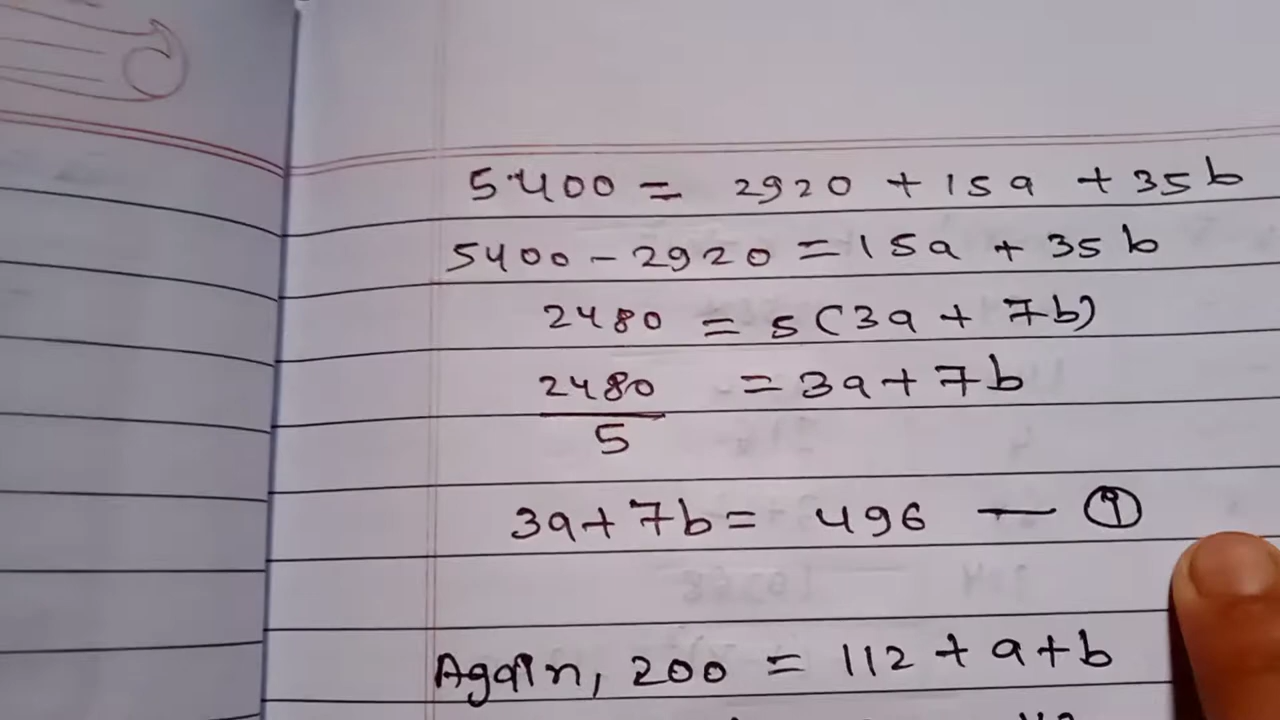 5400 = 2920 + 15a + 35b
5400 - 2920 = 15a + 35b
2480 = 5(3a + 7b)
2480/5 = 3a + 7b
3a + 7b = 496 — ①
Again, 200 = 112 + a + b